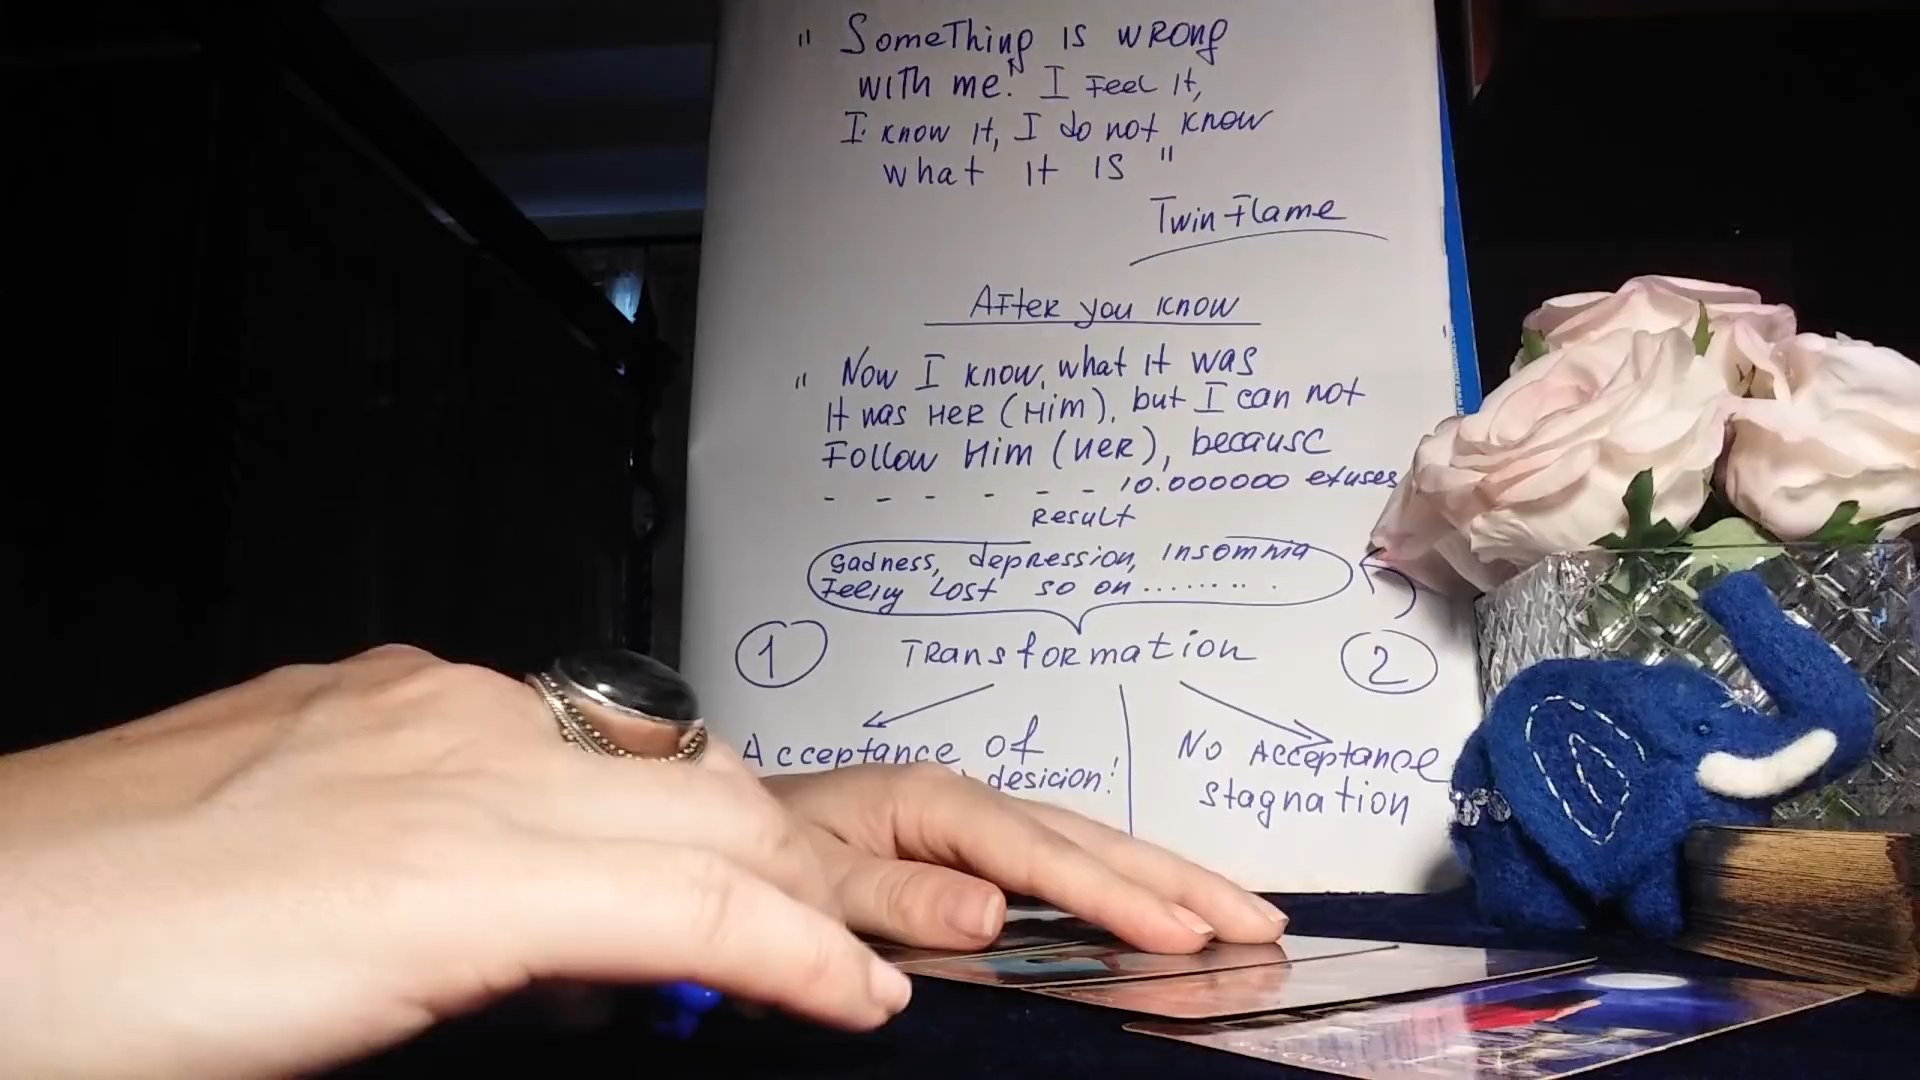 " Something is wrong
with me! I feel it,
I know it, I do not know
what it is "
Twin Flame
After you know
" Now I know, what it was
It was Her (Him), but I can not
Follow Him (Her), because
- - - - - - 10.000000 exuses
Result
sadness, depression, insomnia
Feeliy Lost so on ..........
1 Transformation 2
Acceptance of
desicion!
No Acceptance
stagnation